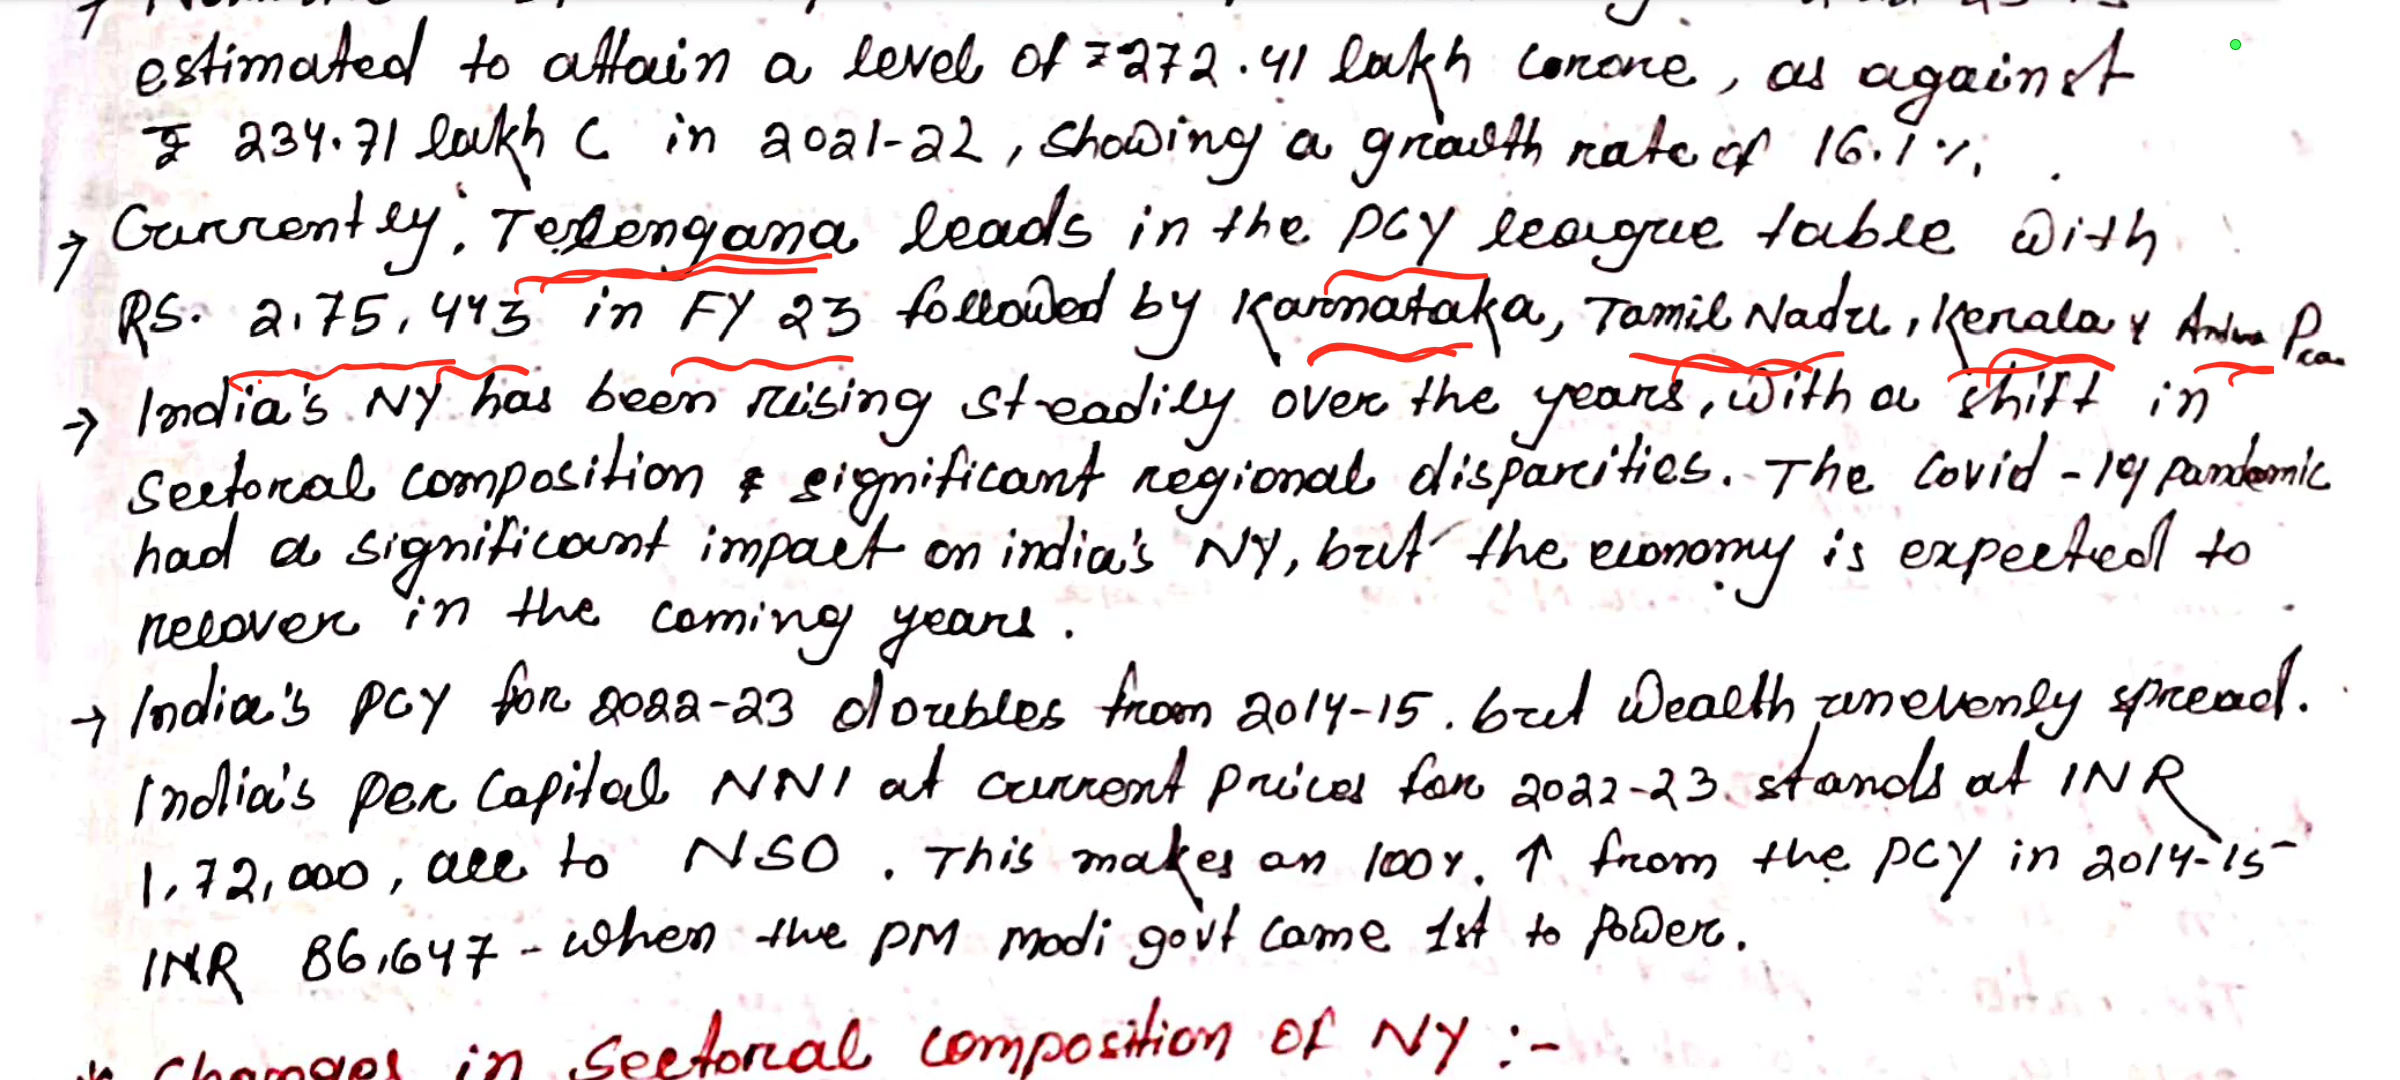 estimated to attain a level of ₹272.41 lakh crore, as against
₹ 234.71 lakh C in 2021-22, showing a growth rate of 16.1%.
→ Currently, Telengana leads in the PCY league table with
RS. 2,75,443 in FY 23 followed by Karnataka, Tamil Nadu, Kerala & Andhra
→ India's NY has been rising steadily over the years, with a shift in
Sectoral composition & significant regional disparities. The Covid-19 pandemic
had a significant impact on india's NY, but the economy is expected to
recover in the coming years.
→ India's PCY for 2022-23 doubles from 2014-15. but wealth unevenly spread.
India's per Capital NNI at current prices for 2022-23 stands at INR
1,72,000, acc to NSO. This makes an 100%. ↑ from the PCY in 2014-15 -
INR 86,647 - when the PM modi govt came 1st to power.
* Changes in Sectoral composition of NY :-